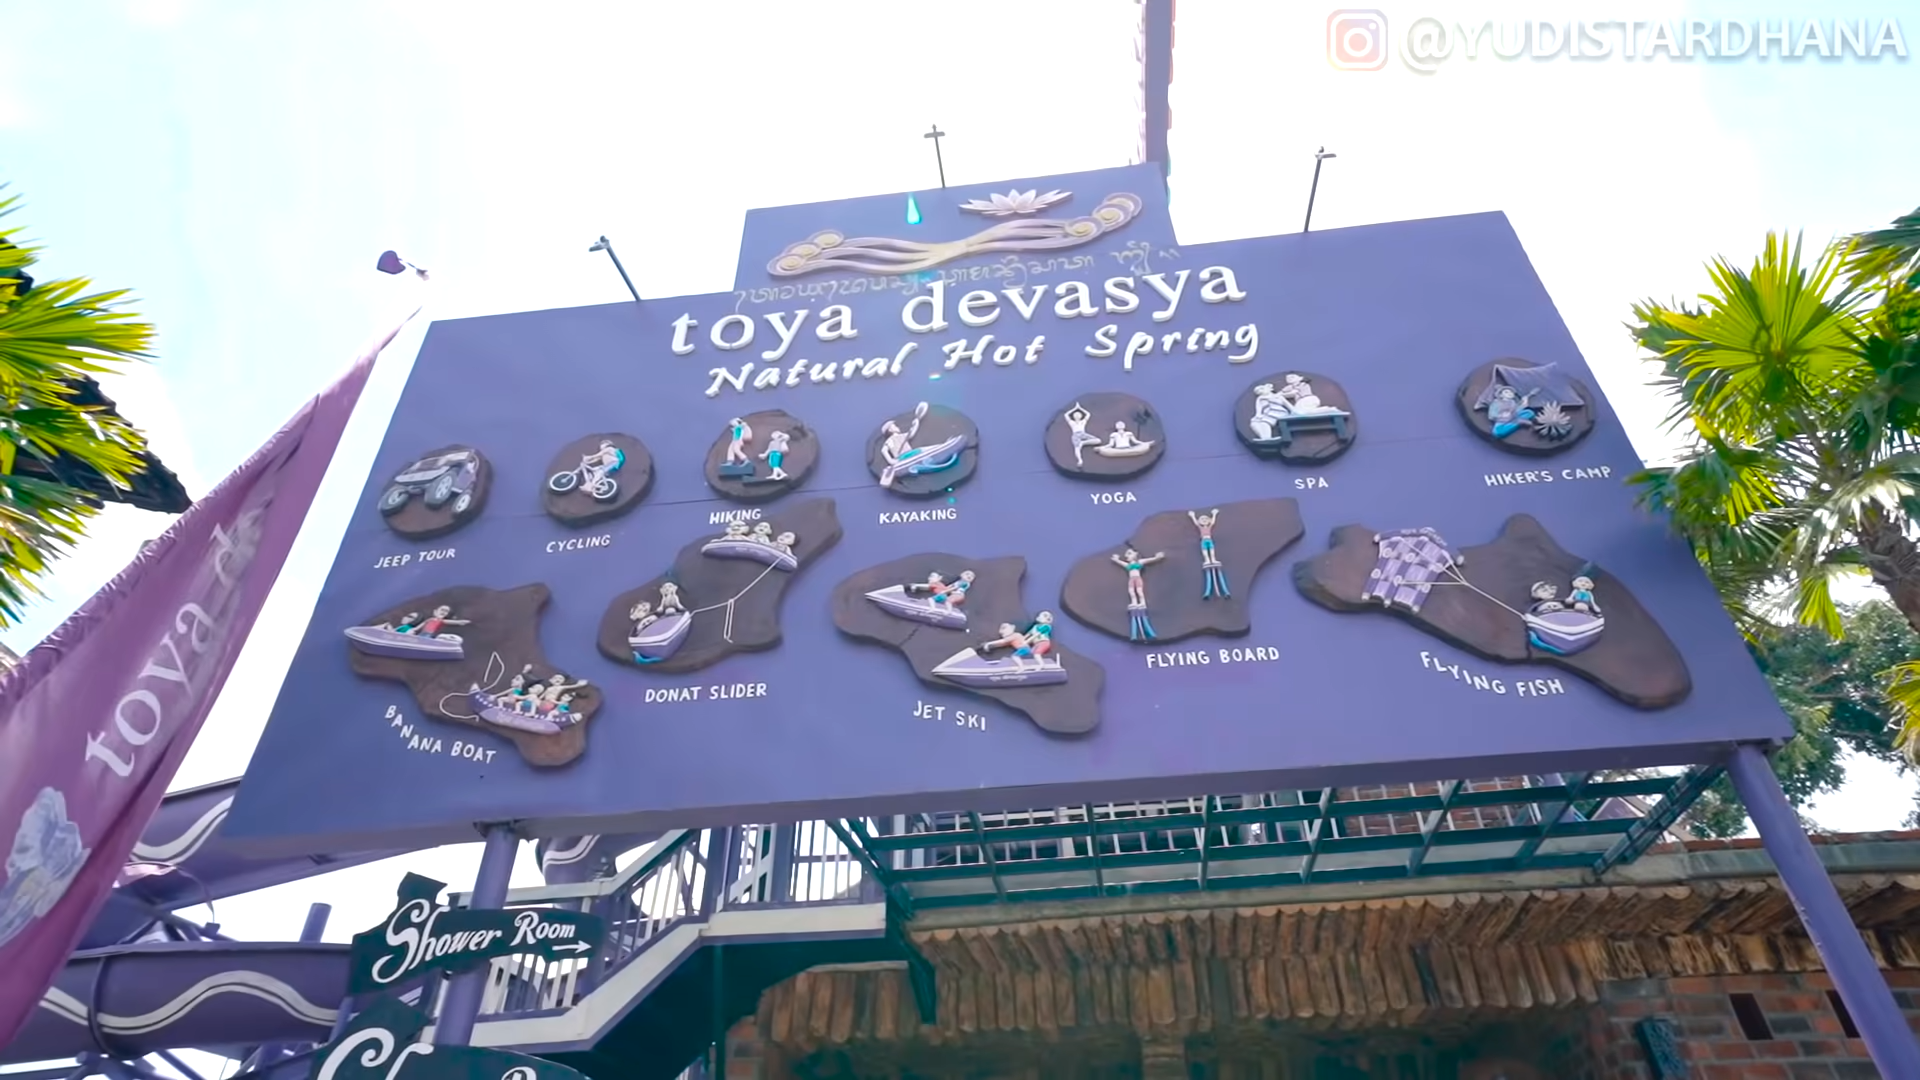 @YUDISTARDHANA
toya devasya
Natural Hot Spring
JEEP TOUR
CYCLING
HIKING
KAYAKING
YOGA
SPA
HIKER'S CAMP
BANANA BOAT
DONAT SLIDER
JET SKI
FLYING BOARD
FLYING FISH
toya de
Shower Room